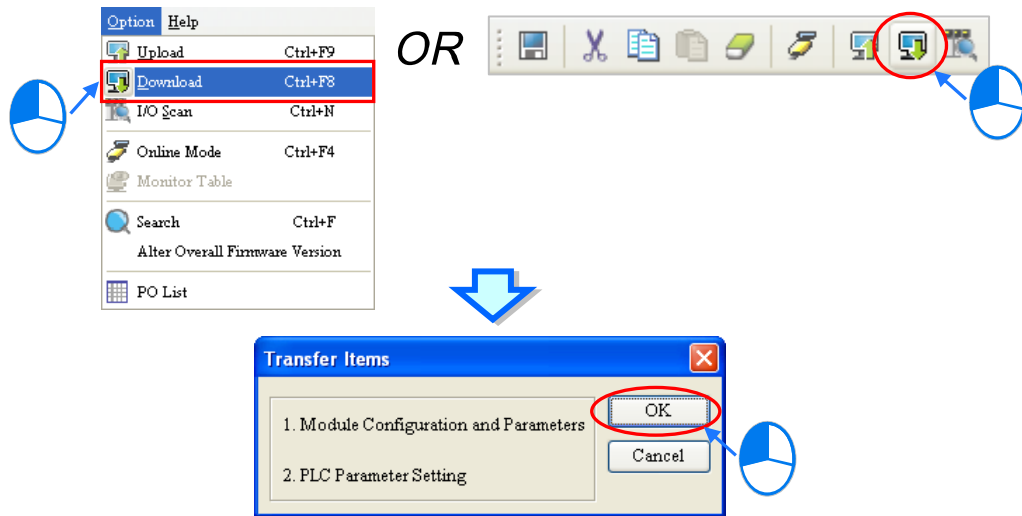 Option Help
Upload Ctrl+F9
Download Ctrl+F8
I/O Scan Ctrl+N
Online Mode Ctrl+F4
Monitor Table
Search Ctrl+F
Alter Overall Firmware Version
PO List
OR
Transfer Items
1. Module Configuration and Parameters
2. PLC Parameter Setting
OK
Cancel